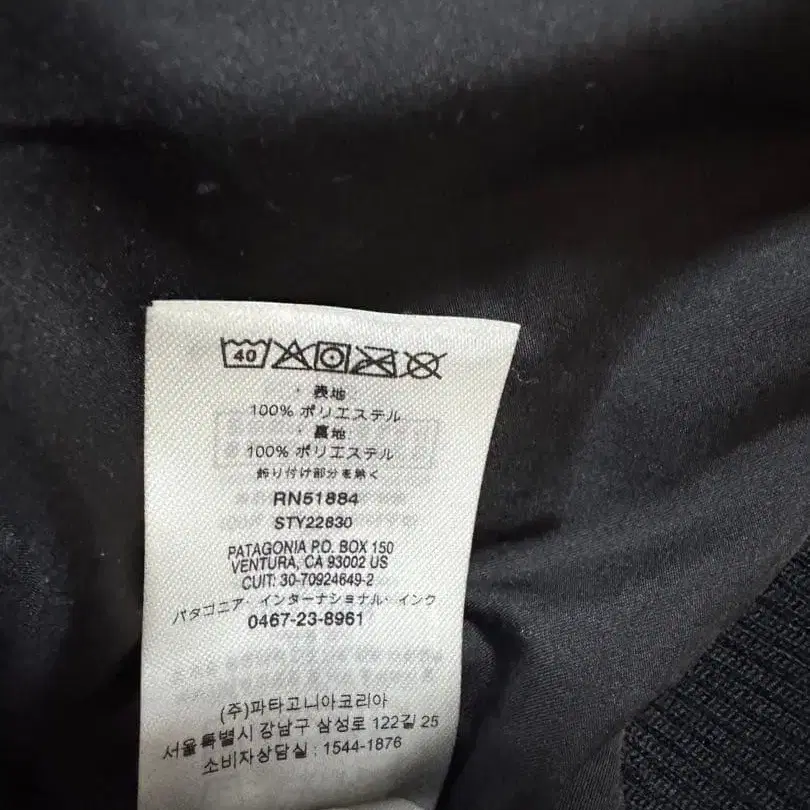 40
・表地:
100% ポリエステル
・裏地:
100% ポリエステル
飾り付け部分を除く
RN51884
STY22830
PATAGONIA P.O. BOX 150
VENTURA, CA 93002 US
CUIT: 30-70924649-2
パタゴニア・インターナショナル・インク
0467-23-8961
(주)파타고니아코리아
서울특별시 강남구 삼성로 122길 25
소비자상담실 : 1544-1876